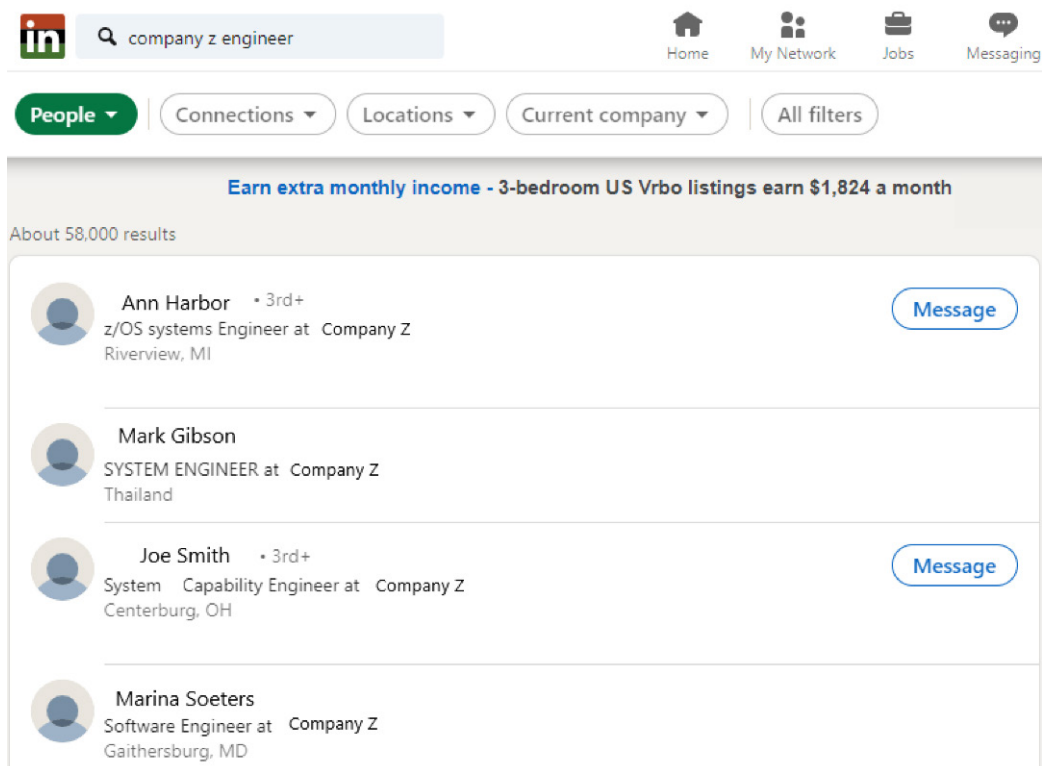 in
company z engineer
Home My Network Jobs Messaging
People Connections Locations Current company All filters
Earn extra monthly income - 3-bedroom US Vrbo listings earn $1,824 a month
About 58,000 results
Ann Harbor • 3rd+
Message
z/OS systems Engineer at Company Z
Riverview, MI
Mark Gibson
SYSTEM ENGINEER at Company Z
Thailand
Joe Smith • 3rd+
Message
System Capability Engineer at Company Z
Centerburg, OH
Marina Soeters
Software Engineer at Company Z
Gaithersburg, MD